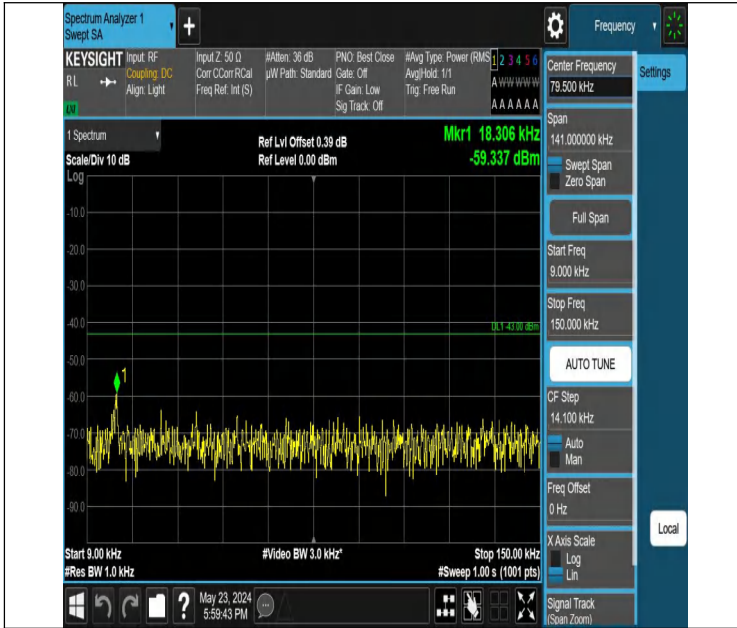 Spectrum Analyzer 1
Swept SA
+
Frequency
KEYSIGHT
RL
Input: RF
Coupling: DC
Align: Light
Input Z: 50 Ω
Corr CCorr RCal
Freq Ref: Int (S)
#Atten: 36 dB
µW Path: Standard
PNO: Best Close
Gate: Off
IF Gain: Low
Sig Track: Off
#Avg Type: Power (RMS
Avg|Hold: 1/1
Trig: Free Run
1 2 3 4 5 6
A W W W W W
A A A A A A
1 Spectrum
Scale/Div 10 dB
Log
Ref Lvl Offset 0.39 dB
Ref Level 0.00 dBm
Mkr1 18.306 kHz
-59.337 dBm
-10.0
-20.0
-30.0
-40.0
-50.0
-60.0
-70.0
-80.0
-90.0
DL1 -43.00 dBm
1
Start 9.00 kHz
#Res BW 1.0 kHz
#Video BW 3.0 kHz*
Stop 150.00 kHz
#Sweep 1.00 s (1001 pts)
Center Frequency
79.500 kHz
Span
141.000000 kHz
Swept Span
Zero Span
Full Span
Start Freq
9.000 kHz
Stop Freq
150.000 kHz
AUTO TUNE
CF Step
14.100 kHz
Auto
Man
Freq Offset
0 Hz
X Axis Scale
Log
Lin
Signal Track
(Span Zoom)
Settings
Local
?
May 23, 2024
5:59:43 PM